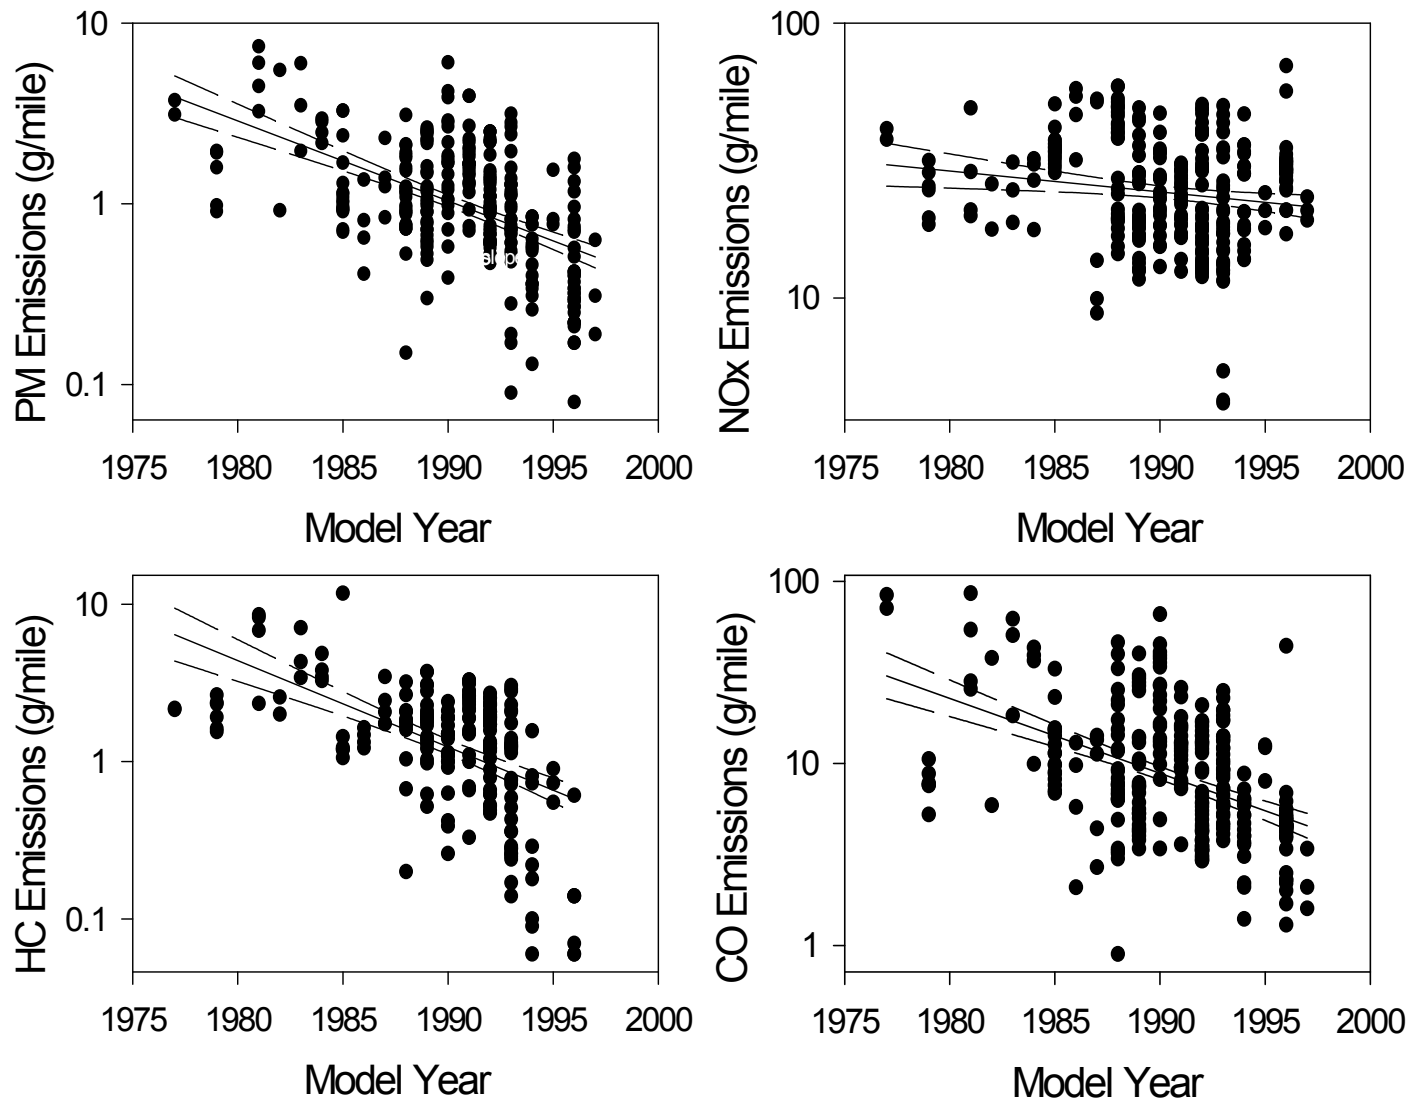 PM Emissions (g/mile)
10
1
0.1
1975 1980 1985 1990 1995 2000
Model Year
slope
NOx Emissions (g/mile)
100
10
1975 1980 1985 1990 1995 2000
Model Year
HC Emissions (g/mile)
10
1
0.1
1975 1980 1985 1990 1995 2000
Model Year
CO Emissions (g/mile)
100
10
1
1975 1980 1985 1990 1995 2000
Model Year